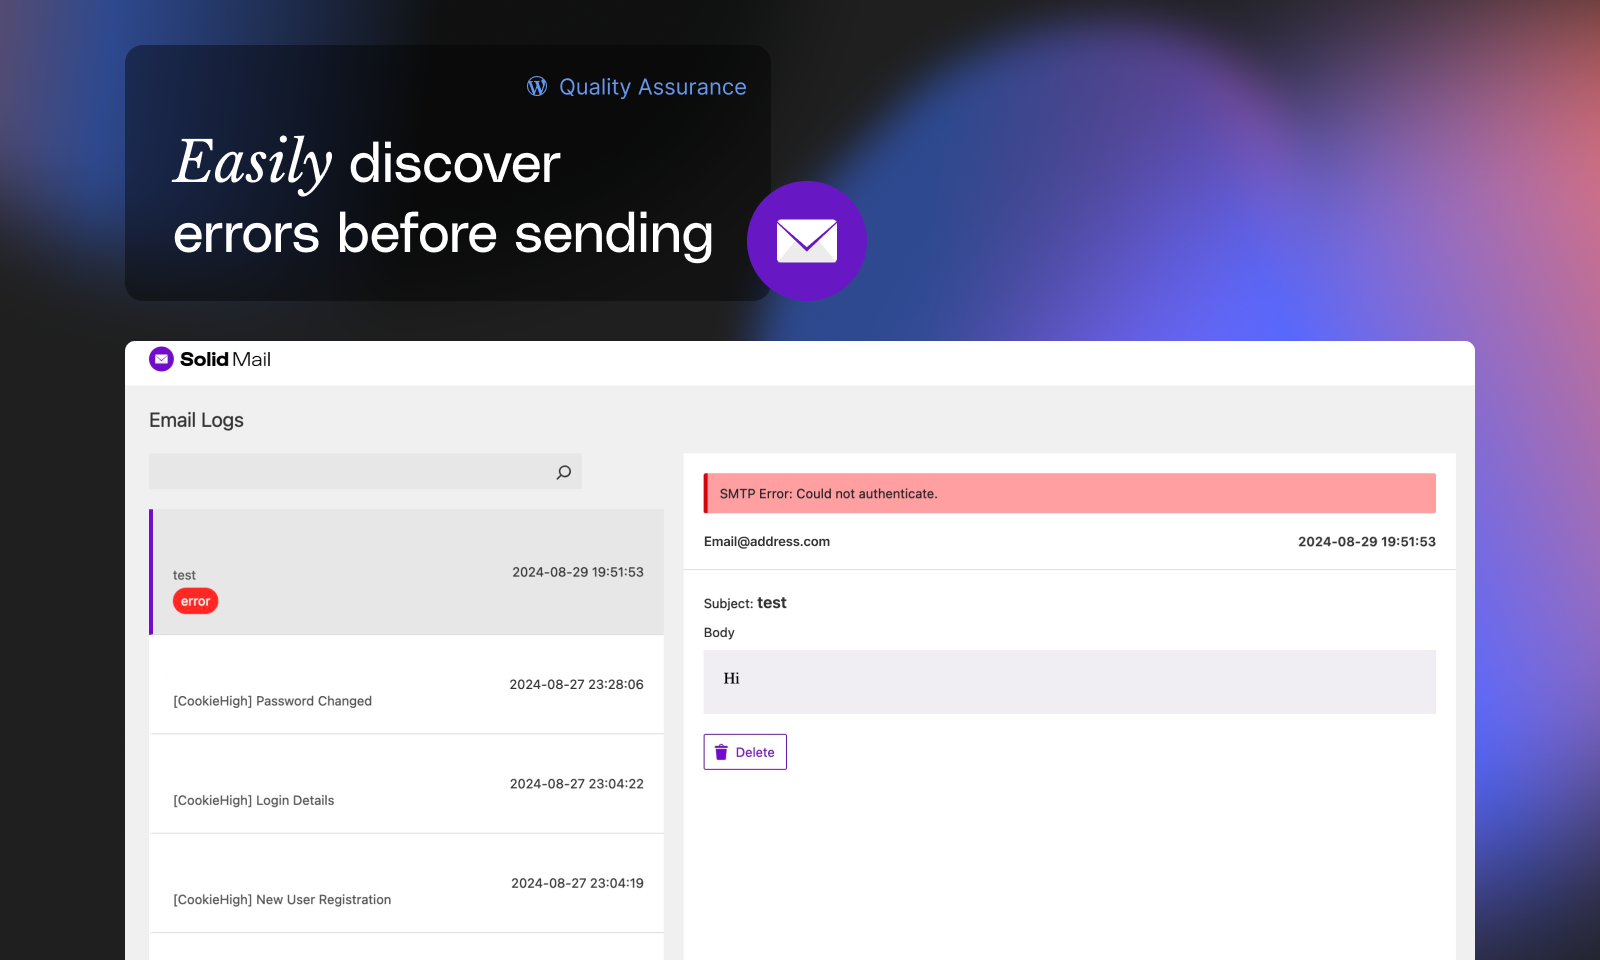 Quality Assurance
Easily discover
errors before sending
Solid Mail
Email Logs
test
2024-08-29 19:51:53
error
[CookieHigh] Password Changed
2024-08-27 23:28:06
[CookieHigh] Login Details
2024-08-27 23:04:22
[CookieHigh] New User Registration
2024-08-27 23:04:19
SMTP Error: Could not authenticate.
Email@address.com
2024-08-29 19:51:53
Subject: test
Body
Hi
Delete